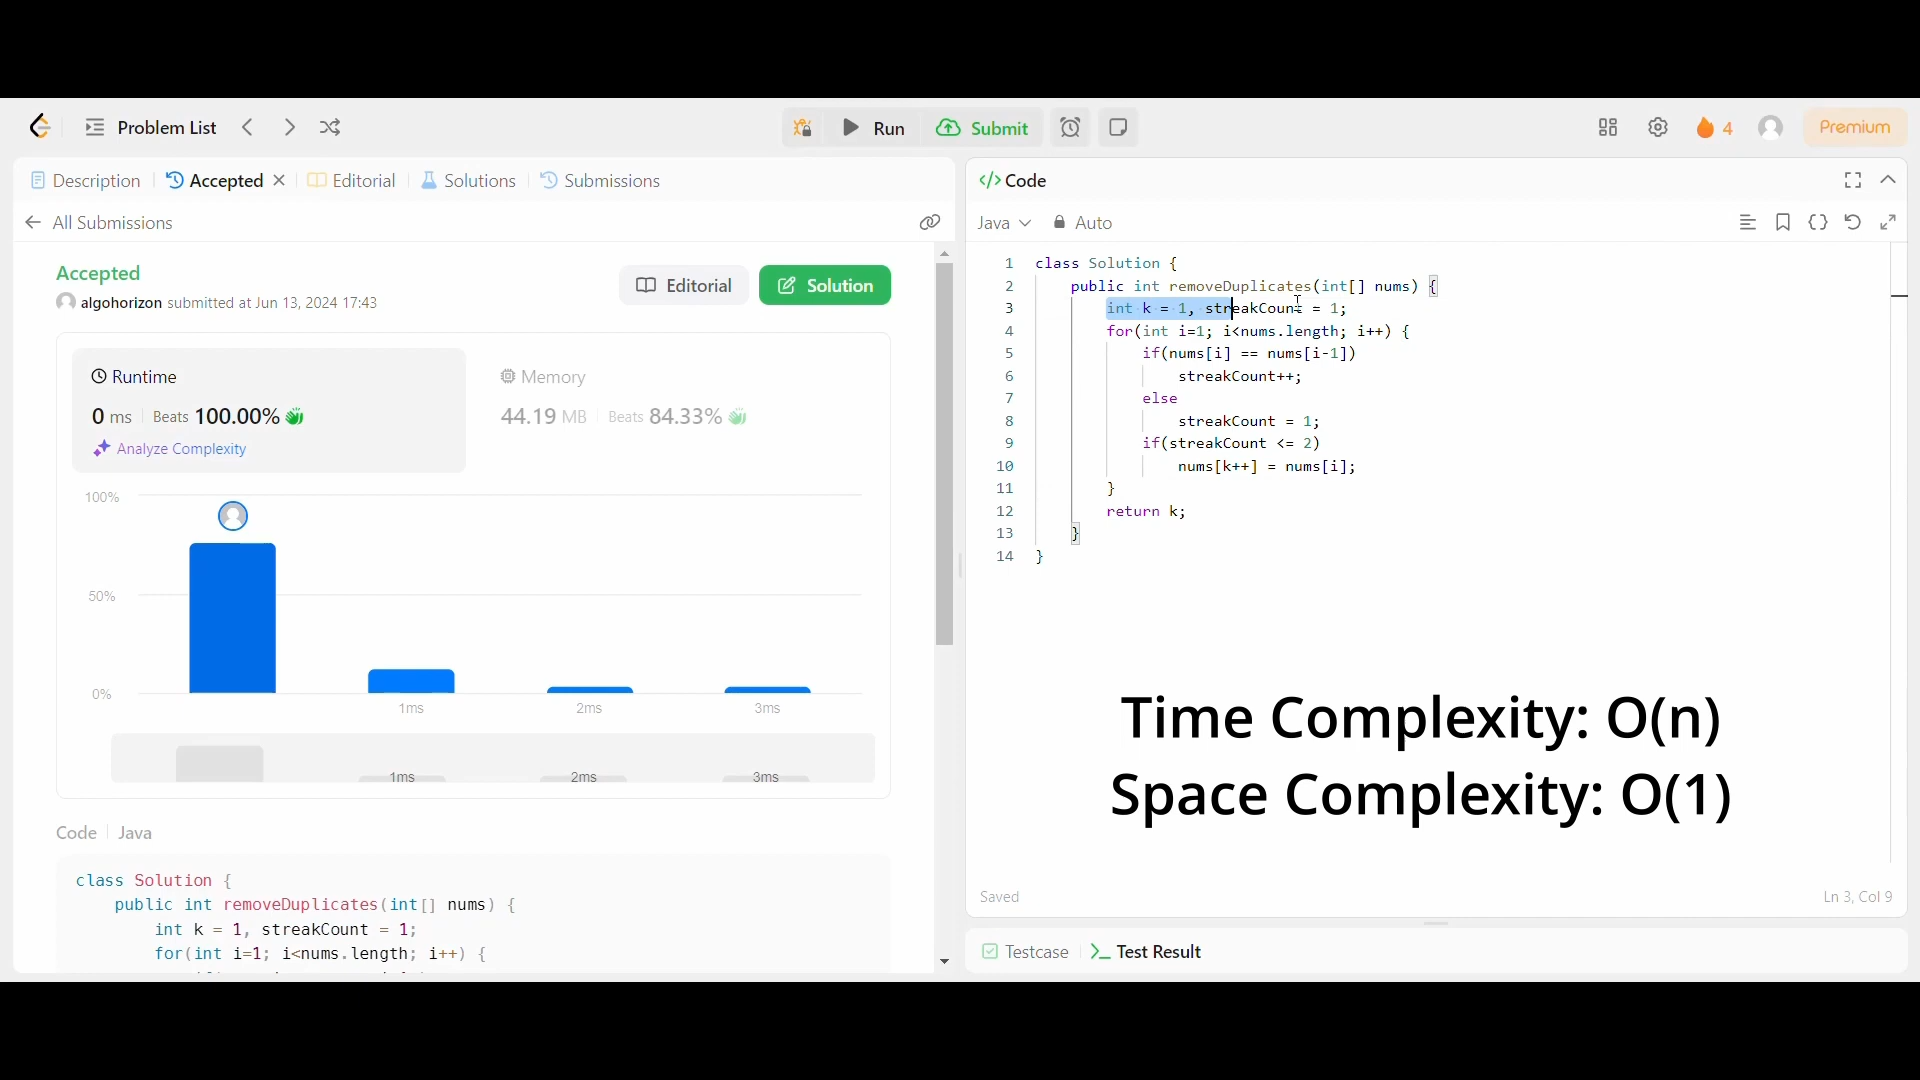 Problem List
Run
Submit
4
Premium
Description
Accepted
Editorial
Solutions
Submissions
All Submissions
Accepted
algohorizon submitted at Jun 13, 2024 17:43
Editorial
Solution
Runtime
0 ms
Beats 100.00%
Analyze Complexity
Memory
44.19 MB
Beats 84.33%
100%
50%
0%
1ms
2ms
3ms
1ms
2ms
3ms
Code
Java
class Solution {
public int removeDuplicates(int[] nums) {
int k = 1, streakCount = 1;
for(int i=1; i<nums.length; i++) {
</> Code
Java
Auto
1 class Solution {
2 public int removeDuplicates(int[] nums) {
3 int k = 1, streakCount = 1;
4 for(int i=1; i<nums.length; i++) {
5 if(nums[i] == nums[i-1])
6 streakCount++;
7 else
8 streakCount = 1;
9 if(streakCount <= 2)
10 nums[k++] = nums[i];
11 }
12 return k;
13 }
14 }
Time Complexity: O(n)
Space Complexity: O(1)
Saved
Ln 3, Col 9
Testcase
Test Result